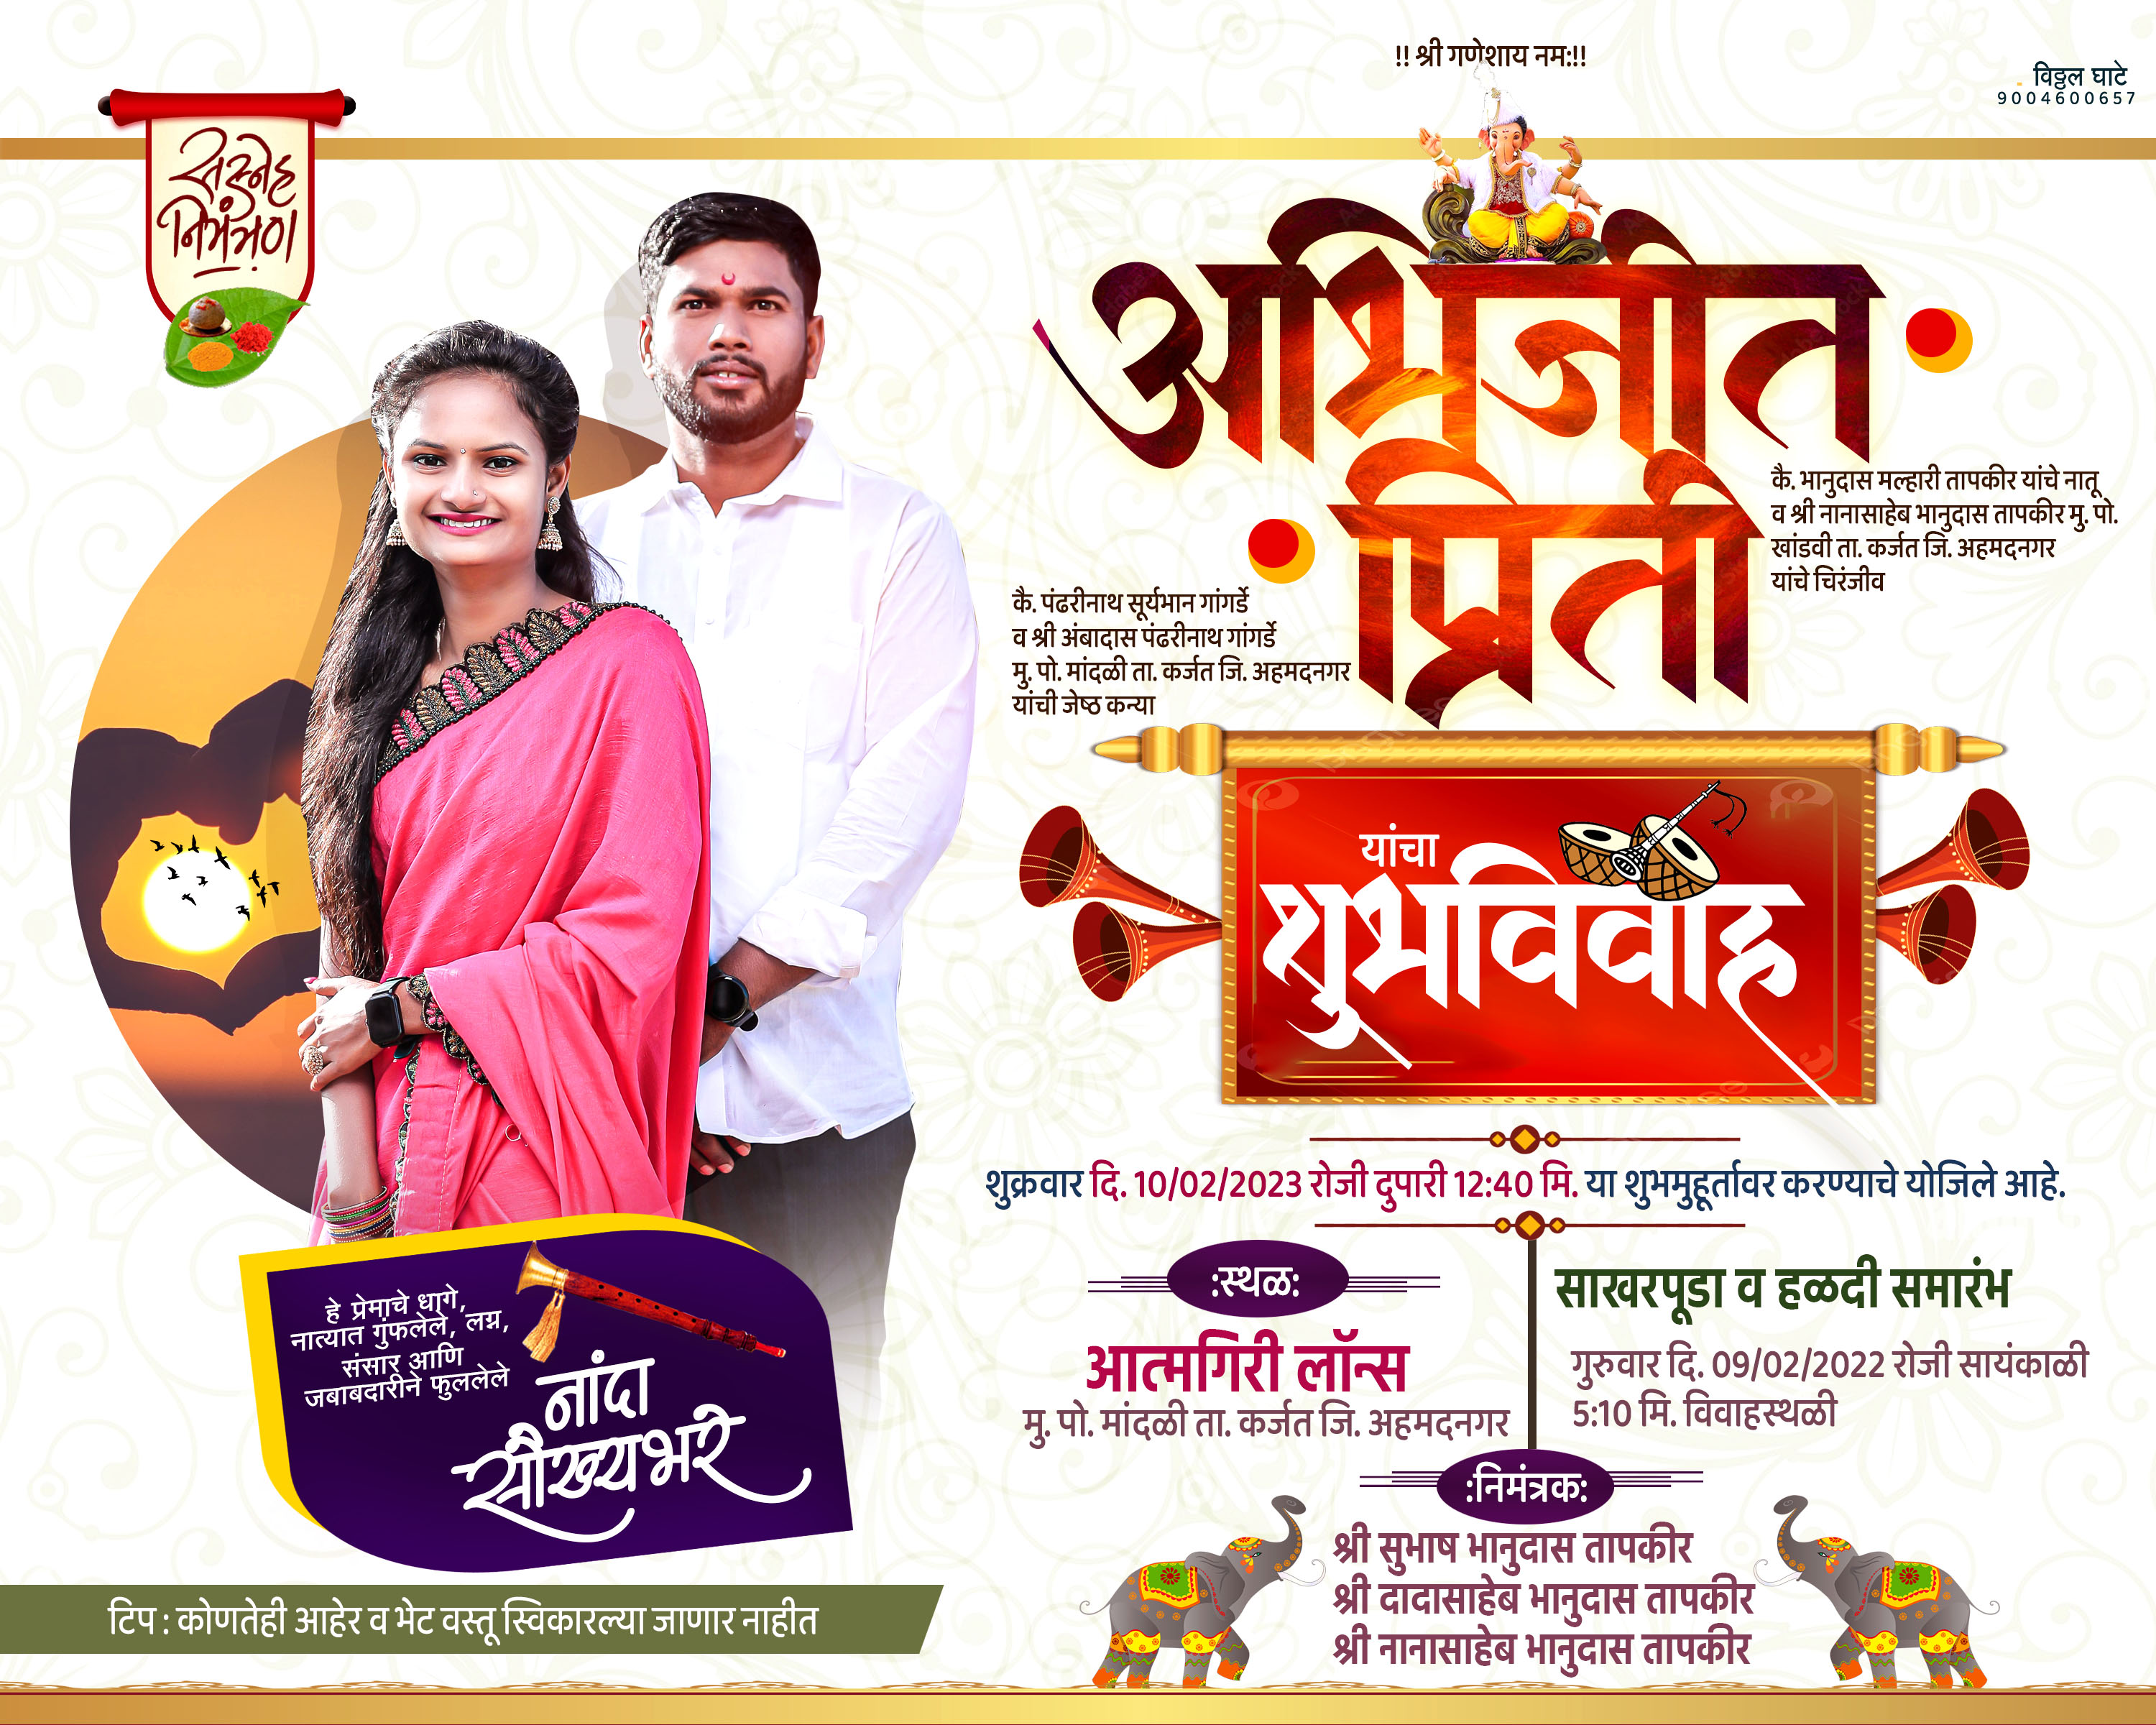 !! श्री गणेशाय नम:!!
विठ्ठल घाटे
9004600657
सस्नेह
निमंत्रण
अभिजीत
कै. भानुदास मल्हारी तापकीर यांचे नातू
व श्री नानासाहेब भानुदास तापकीर मु. पो.
खांडवी ता. कर्जत जि. अहमदनगर
यांचे चिरंजीव
प्रिती
कै. पंढरीनाथ सूर्यभान गांगर्डे
व श्री अंबादास पंढरीनाथ गांगर्डे
मु. पो. मांदळी ता. कर्जत जि. अहमदनगर
यांची जेष्ठ कन्या
यांचा
शुभविवाह
शुक्रवार दि. 10/02/2023 रोजी दुपारी 12:40 मि. या शुभमुहूर्तावर करण्याचे योजिले आहे.
:स्थळ:
आत्मगिरी लॉन्स
मु. पो. मांदळी ता. कर्जत जि. अहमदनगर
साखरपूडा व हळदी समारंभ
गुरुवार दि. 09/02/2022 रोजी सायंकाळी
5:10 मि. विवाहस्थळी
:निमंत्रक:
श्री सुभाष भानुदास तापकीर
श्री दादासाहेब भानुदास तापकीर
श्री नानासाहेब भानुदास तापकीर
हे प्रेमाचे धागे,
नात्यात गुंफलेले, लग्न,
संसार आणि
जबाबदारीने फुललेले
नांदा
सौख्यभरे
टिप : कोणतेही आहेर व भेट वस्तू स्विकारल्या जाणार नाहीत